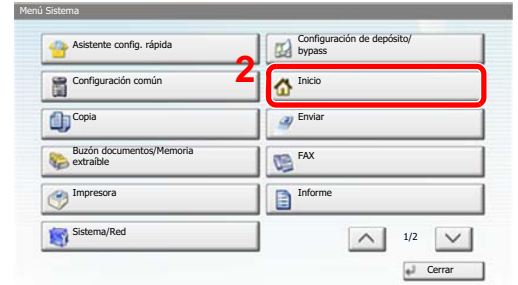 Menú Sistema
Asistente config. rápida
Configuración de depósito/
bypass
2
Configuración común
Inicio
Copia
Enviar
Buzón documentos/Memoria
extraíble
FAX
Impresora
Informe
Sistema/Red
1/2
Cerrar